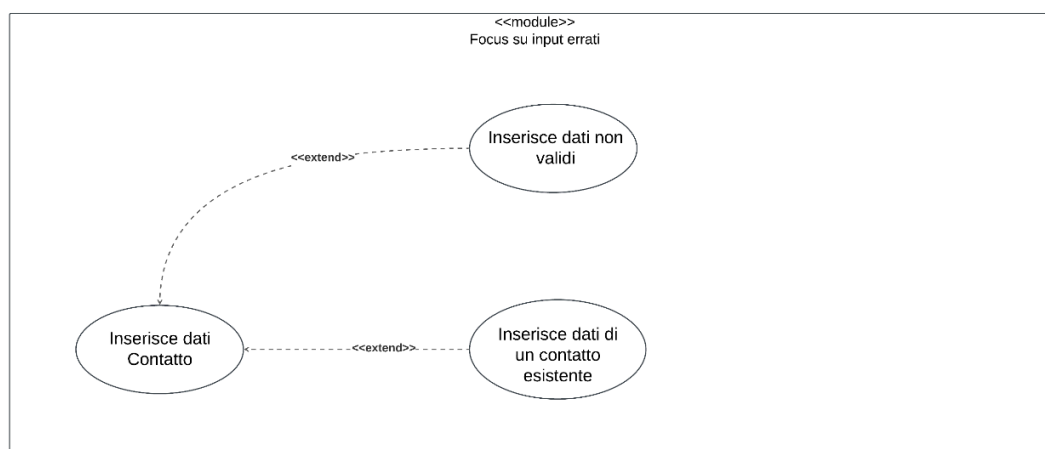 <<module>>
Focus su input errati
Inserisce dati non
validi
<<extend>>
Inserisce dati
Contatto
<<extend>>
Inserisce dati di
un contatto
esistente